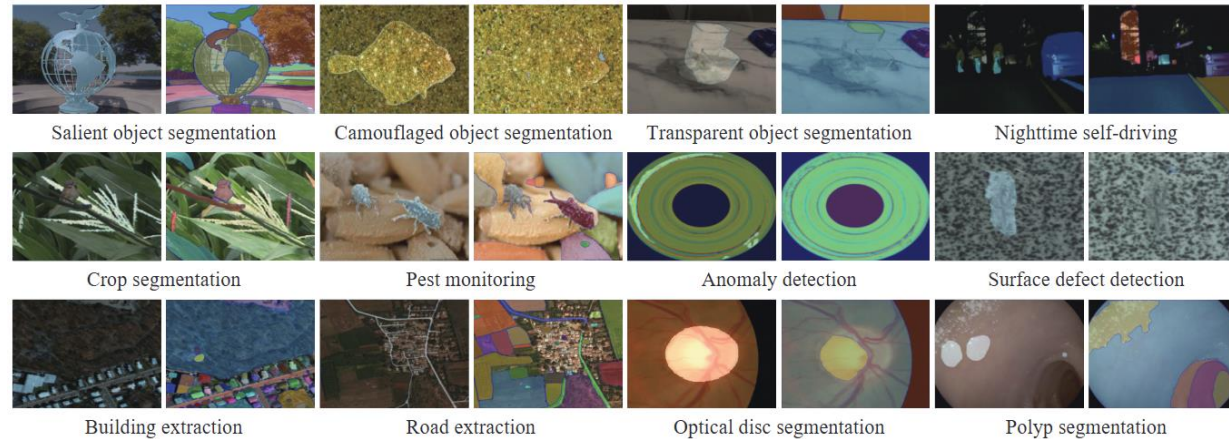 Salient object segmentation
Camouflaged object segmentation
Transparent object segmentation
Nighttime self-driving
Crop segmentation
Pest monitoring
Anomaly detection
Surface defect detection
Building extraction
Road extraction
Optical disc segmentation
Polyp segmentation